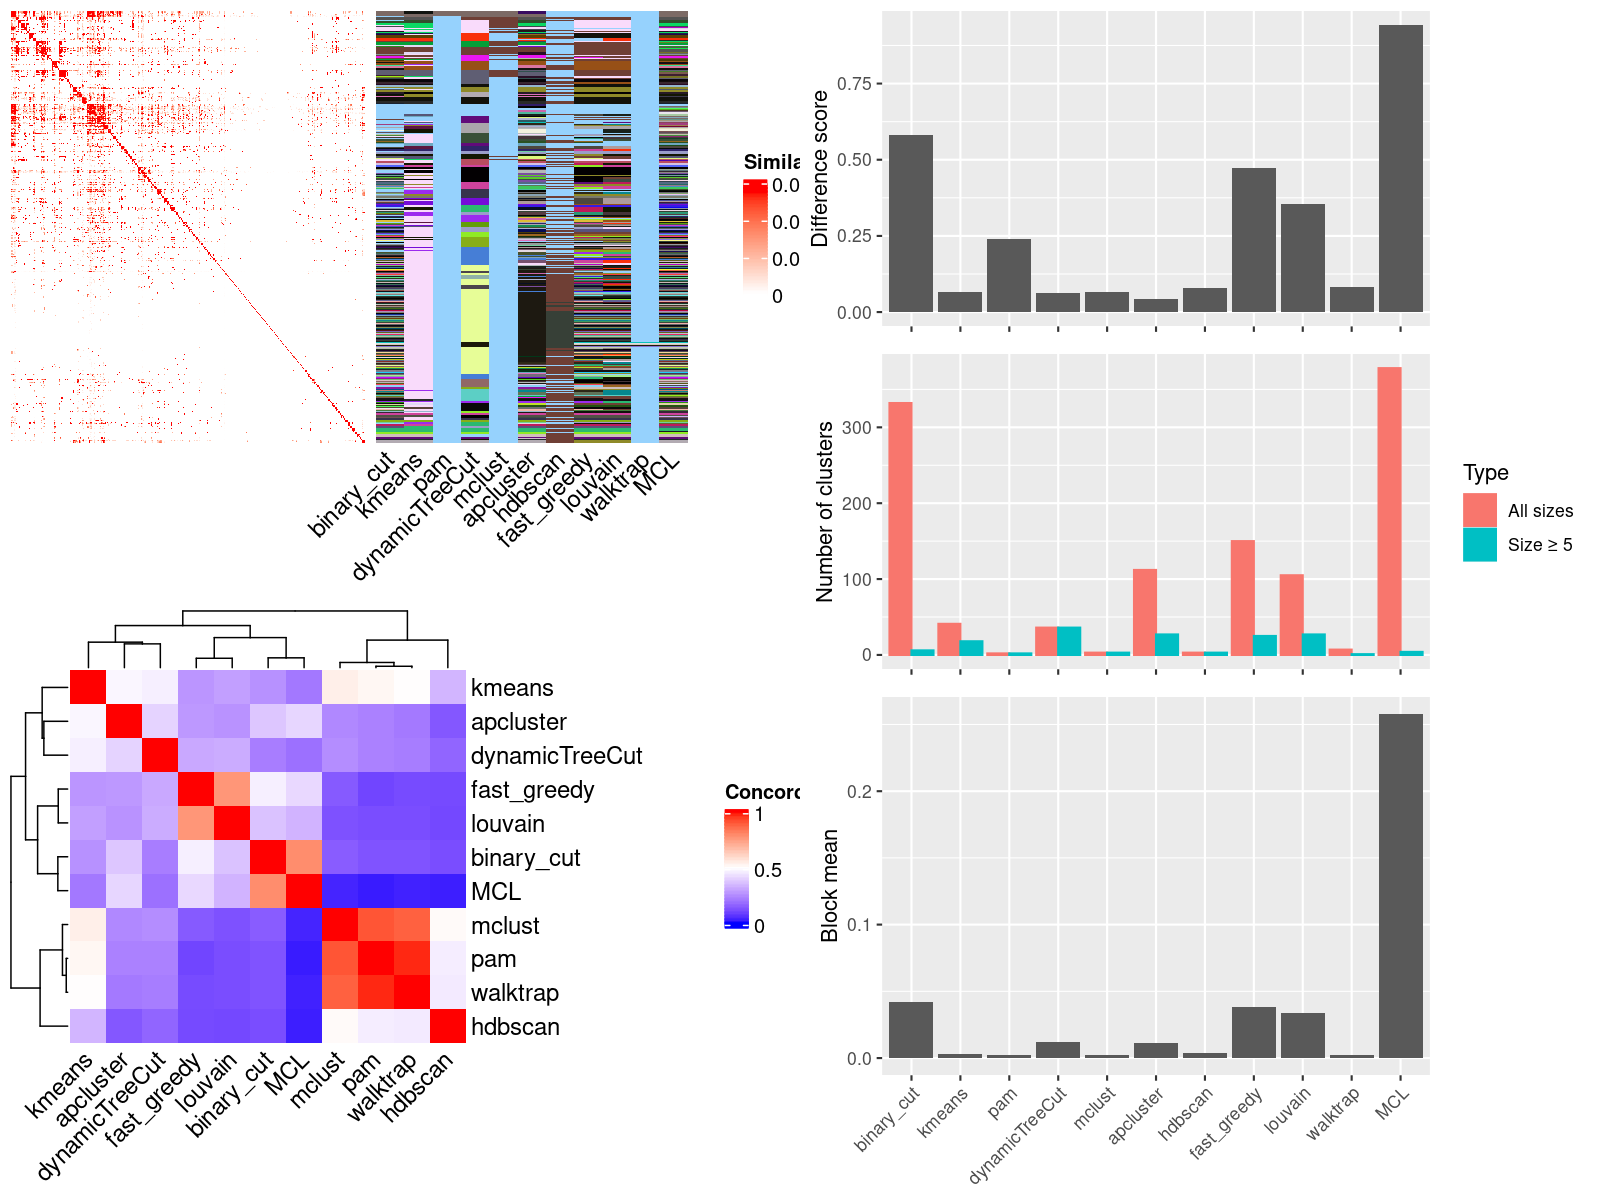 Simila
0.0
0.0
0.0
0
binary_cut
kmeans
pam
dynamicTreeCut
mclust
apcluster
hdbscan
fast_greedy
louvain
walktrap
MCL
kmeans
apcluster
dynamicTreeCut
fast_greedy
louvain
binary_cut
MCL
mclust
pam
walktrap
hdbscan
kmeans
apcluster
dynamicTreeCut
fast_greedy
louvain
binary_cut
MCL
mclust
pam
walktrap
hdbscan
Concord
1
0.5
0
Difference score
0.75
0.50
0.25
0.00
Number of clusters
300
200
100
0
Type
All sizes
Size ≥ 5
Block mean
0.2
0.1
0.0
binary_cut
kmeans
pam
dynamicTreeCut
mclust
apcluster
hdbscan
fast_greedy
louvain
walktrap
MCL